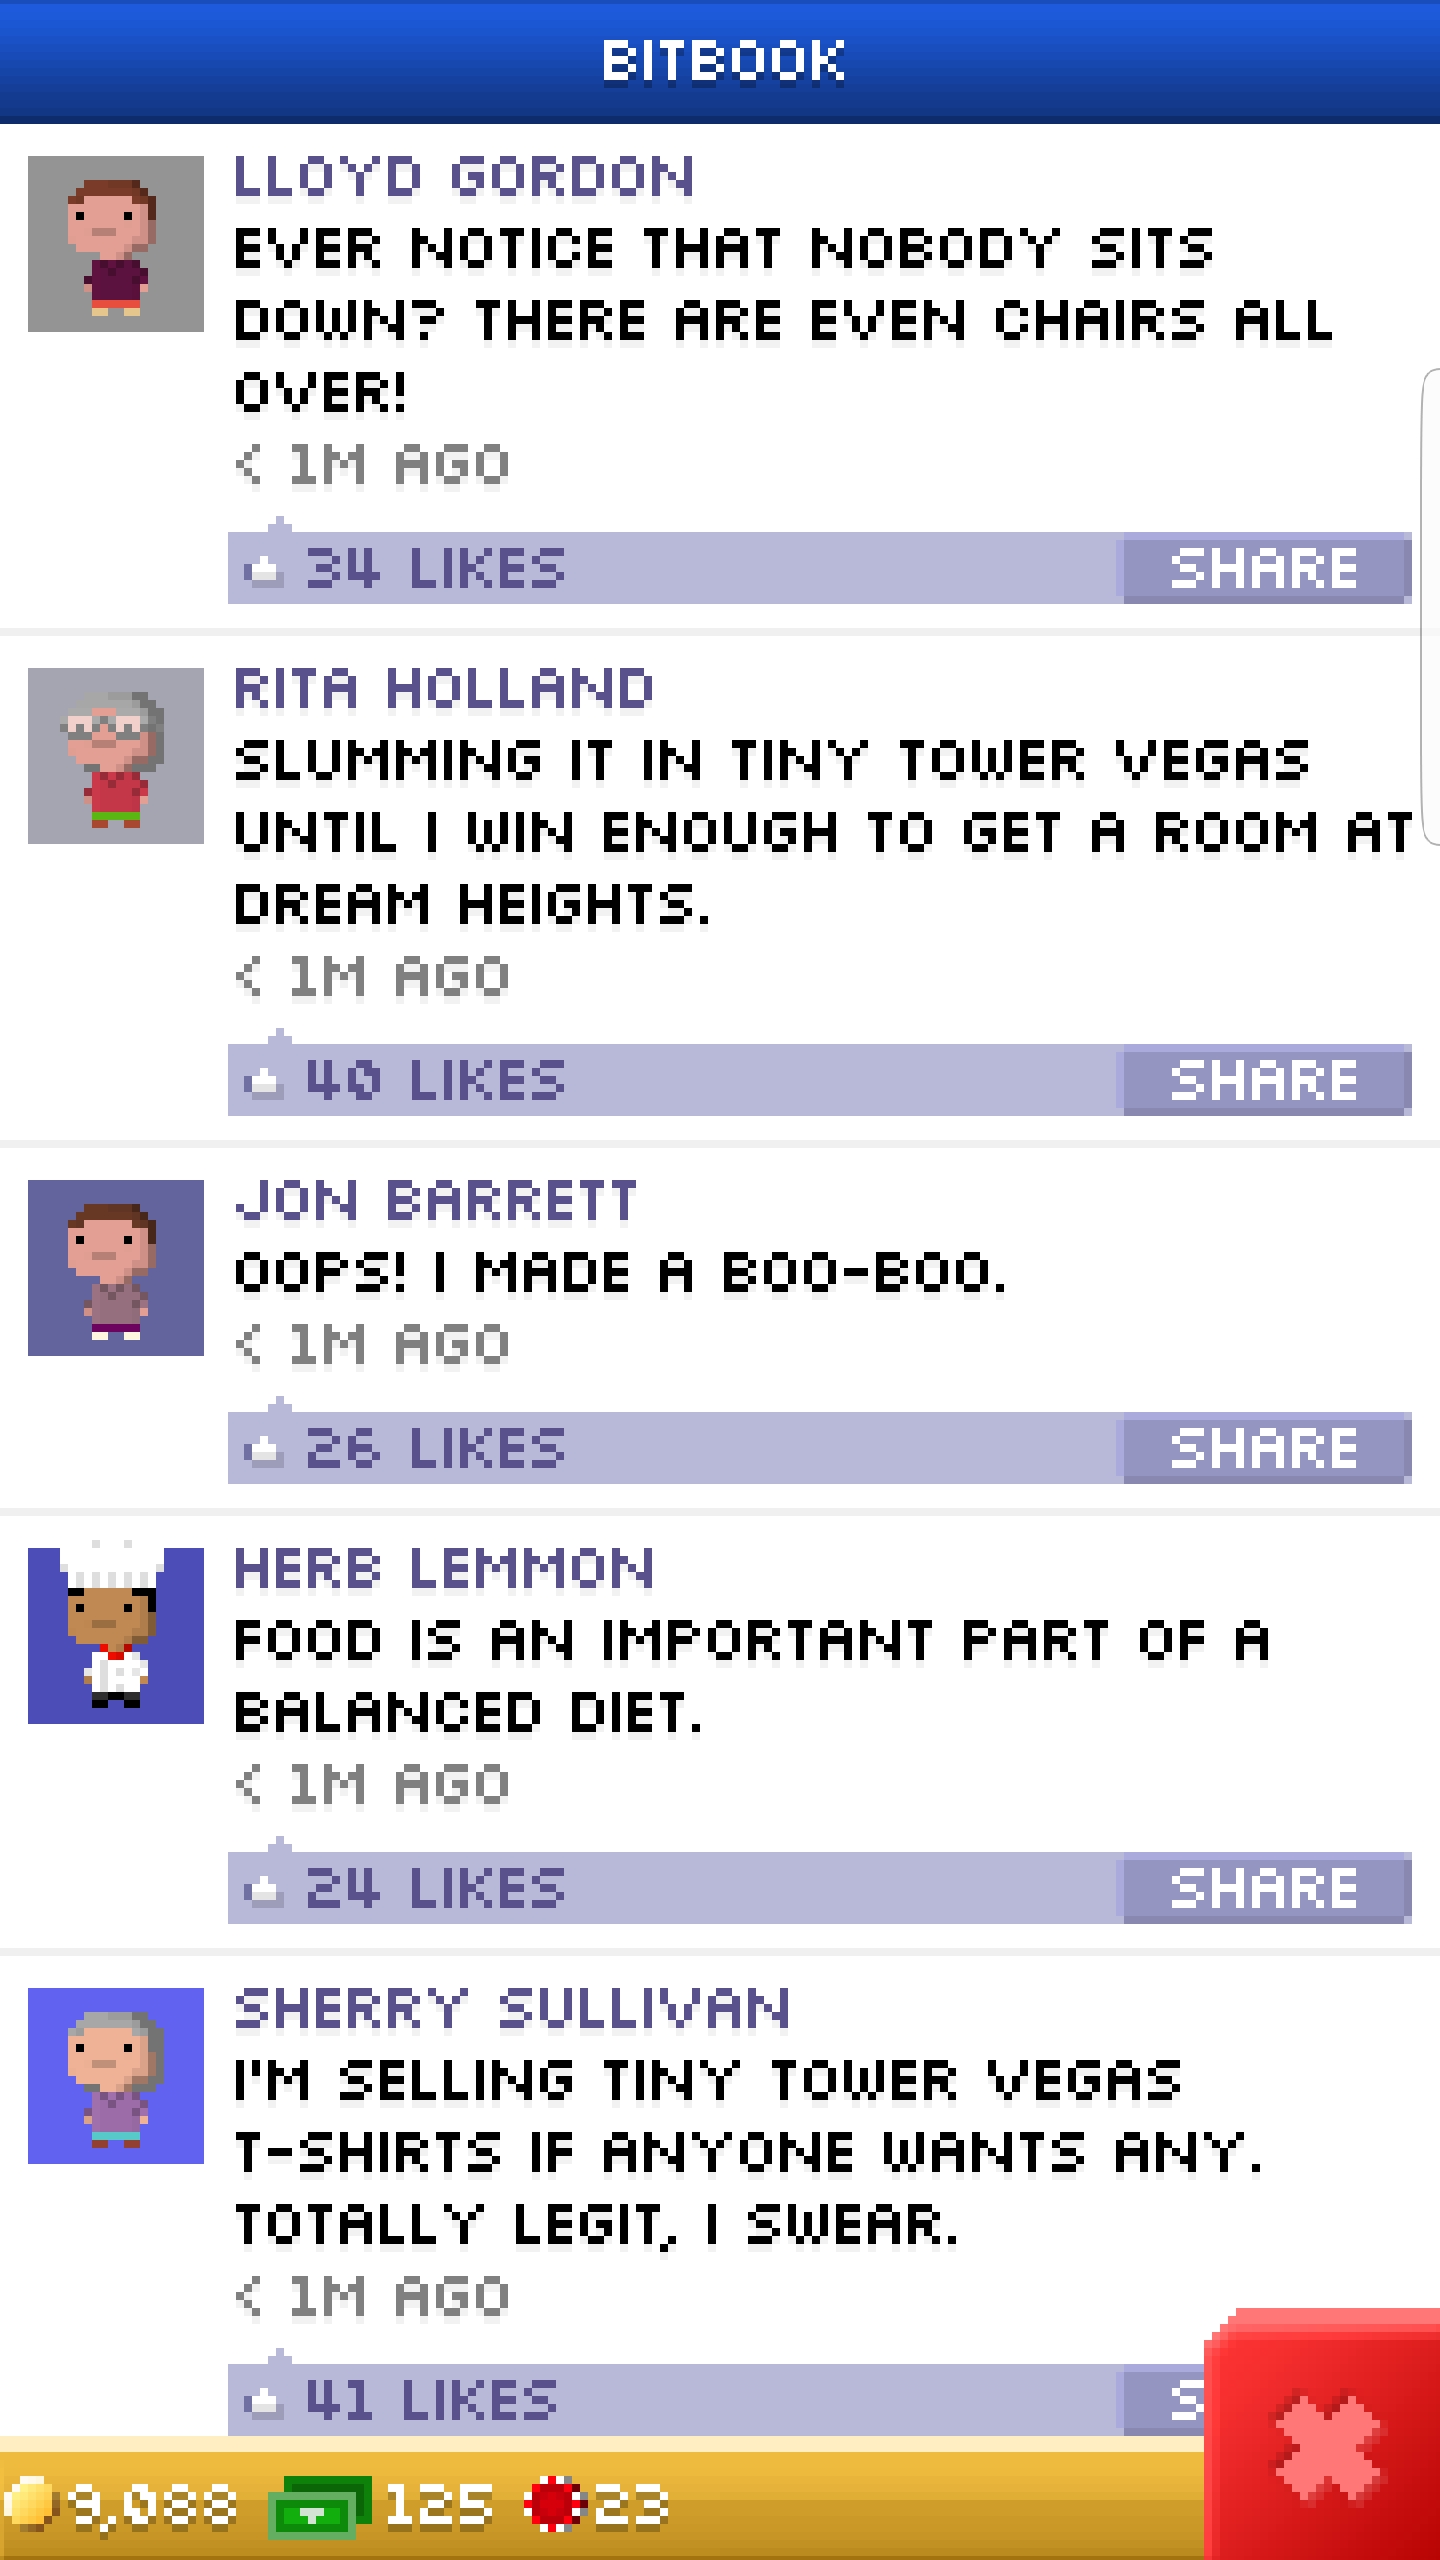 BITBOOK
LLOYD GORDON
EVER NOTICE THAT NOBODY SITS
DOWN? THERE ARE EVEN CHAIRS ALL
OVER!
< 1M AGO
34 LIKES SHARE
RITA HOLLAND
SLUMMING IT IN TINY TOWER VEGAS
UNTIL I WIN ENOUGH TO GET A ROOM AT
DREAM HEIGHTS.
< 1M AGO
40 LIKES SHARE
JON BARRETT
OOPS! I MADE A BOO-BOO.
< 1M AGO
26 LIKES SHARE
HERB LEMMON
FOOD IS AN IMPORTANT PART OF A
BALANCED DIET.
< 1M AGO
24 LIKES SHARE
SHERRY SULLIVAN
I'M SELLING TINY TOWER VEGAS
T-SHIRTS IF ANYONE WANTS ANY.
TOTALLY LEGIT, I SWEAR.
< 1M AGO
41 LIKES S
9,088 125 23